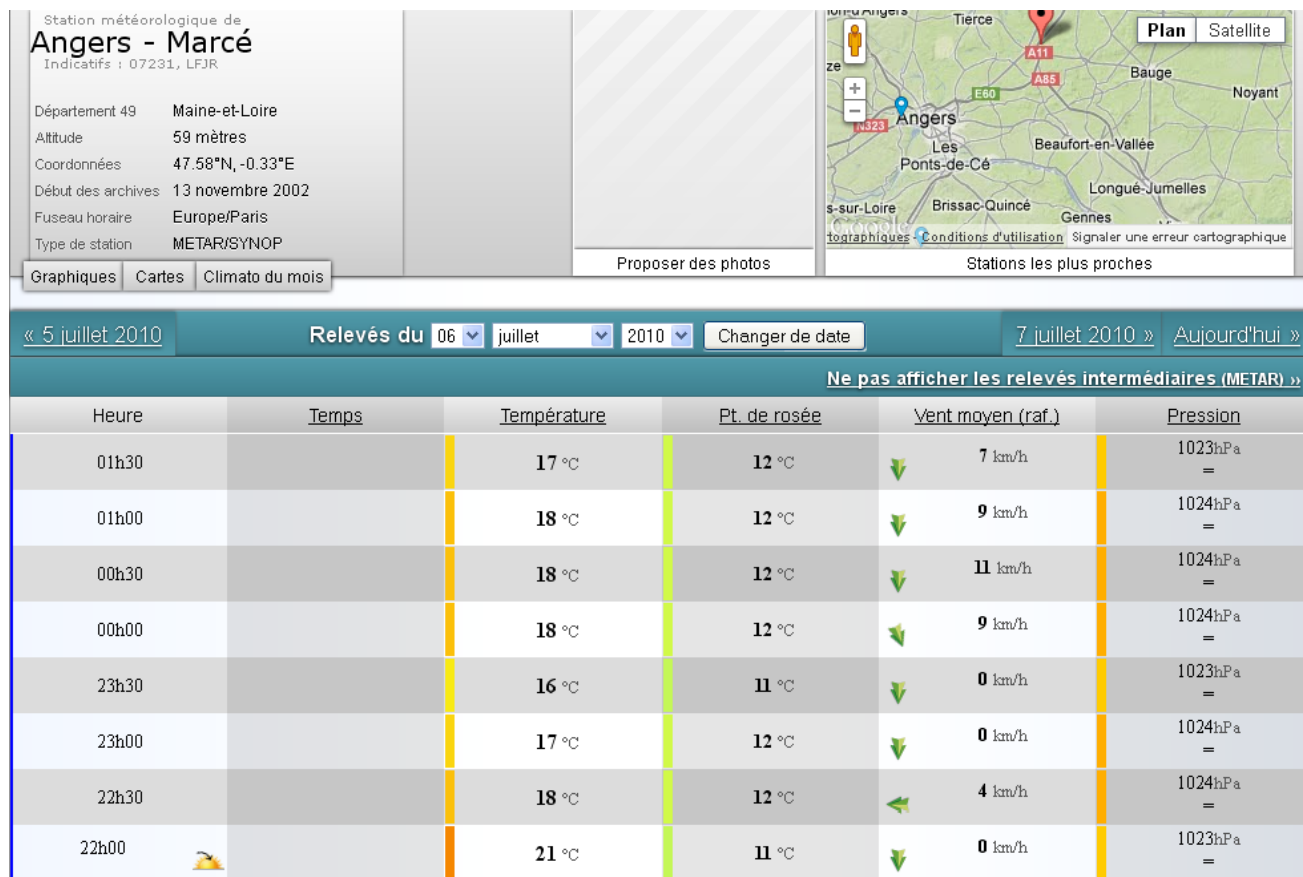 Station météorologique de
Angers - Marcé
Indicatifs : 07231, LFJR
Département 49 Maine-et-Loire
Altitude 59 mètres
Coordonnées 47.58°N, -0.33°E
Début des archives 13 novembre 2002
Fuseau horaire Europe/Paris
Type de station METAR/SYNOP
Graphiques Cartes Climato du mois
Proposer des photos
Tierce
Plan Satellite
A11
A85
Bauge
E60
Noyant
N323
Angers
Les
Ponts-de-Cé
Beaufort-en-Vallée
Longué-Jumelles
s-sur-Loire
Brissac-Quincé
Gennes
Google
tographiques - Conditions d'utilisation Signaler une erreur cartographique
Stations les plus proches
« 5 juillet 2010 Relevés du 06 juillet 2010 Changer de date 7 juillet 2010 » Aujourd'hui »
Ne pas afficher les relevés intermédiaires (METAR) »
Heure Temps Température Pt. de rosée Vent moyen (raf.) Pression
01h30 17 °C 12 °C 7 km/h 1023hPa
=
01h00 18 °C 12 °C 9 km/h 1024hPa
=
00h30 18 °C 12 °C 11 km/h 1024hPa
=
00h00 18 °C 12 °C 9 km/h 1024hPa
=
23h30 16 °C 11 °C 0 km/h 1023hPa
=
23h00 17 °C 12 °C 0 km/h 1024hPa
=
22h30 18 °C 12 °C 4 km/h 1024hPa
=
22h00 21 °C 11 °C 0 km/h 1023hPa
=